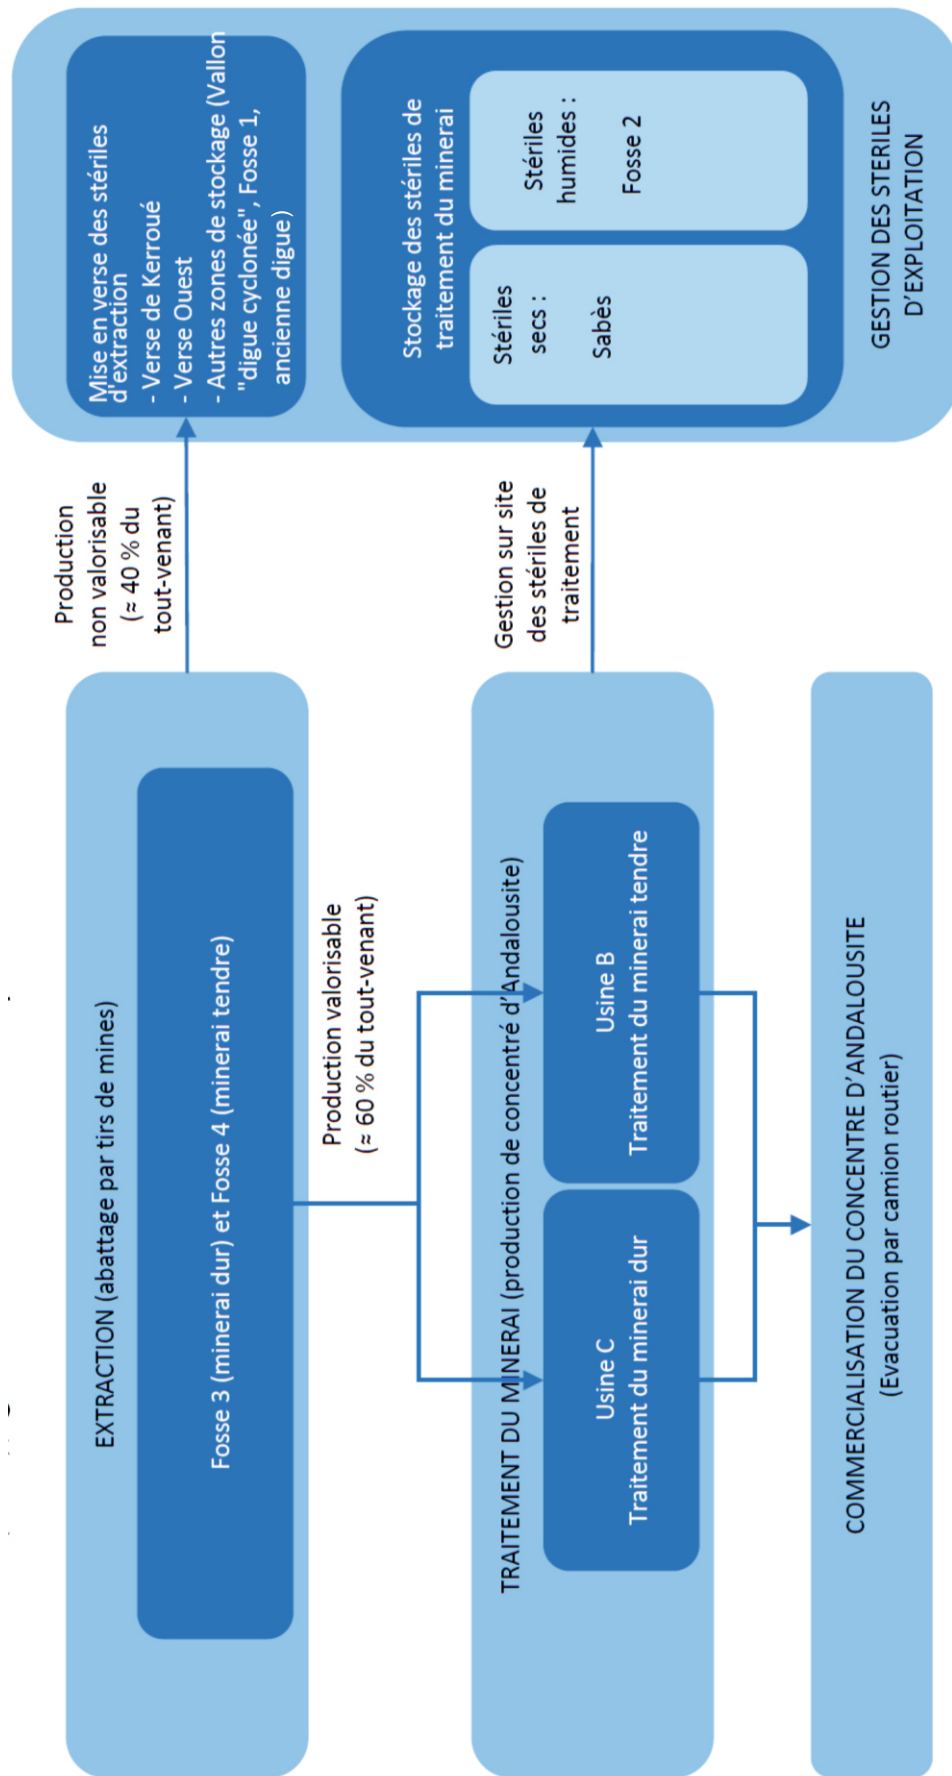 EXTRACTION (abattage par tirs de mines)
Fosse 3 (minerai dur) et Fosse 4 (minerai tendre)
Production
non valorisable
(≈ 40 % du
tout-venant)
Mise en verse des stériles
d'extraction
- Verse de Kerroué
- Verse Ouest
- Autres zones de stockage (Vallon
"digue cyclonée", Fosse 1,
ancienne digue)
Production valorisable
(≈ 60 % du tout-venant)
TRAITEMENT DU MINERAI (production de concentré d'Andalousite)
Usine C
Traitement du minerai dur
Usine B
Traitement du minerai tendre
Gestion sur site
des stériles de
traitement
Stockage des stériles de
traitement du minerai
Stériles
secs :
Sabès
Stériles
humides :
Fosse 2
GESTION DES STERILES
D'EXPLOITATION
COMMERCIALISATION DU CONCENTRE D'ANDALOUSITE
(Evacuation par camion routier)